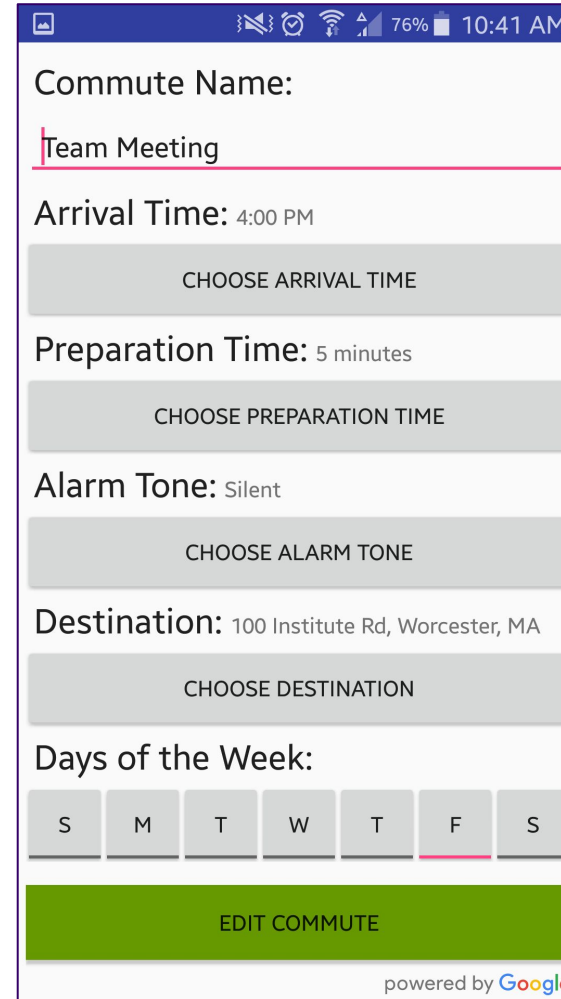 76% 10:41 AM
Commute Name:
Team Meeting
Arrival Time: 4:00 PM
CHOOSE ARRIVAL TIME
Preparation Time: 5 minutes
CHOOSE PREPARATION TIME
Alarm Tone: Silent
CHOOSE ALARM TONE
Destination: 100 Institute Rd, Worcester, MA
CHOOSE DESTINATION
Days of the Week:
S M T W T F S
EDIT COMMUTE
powered by Google